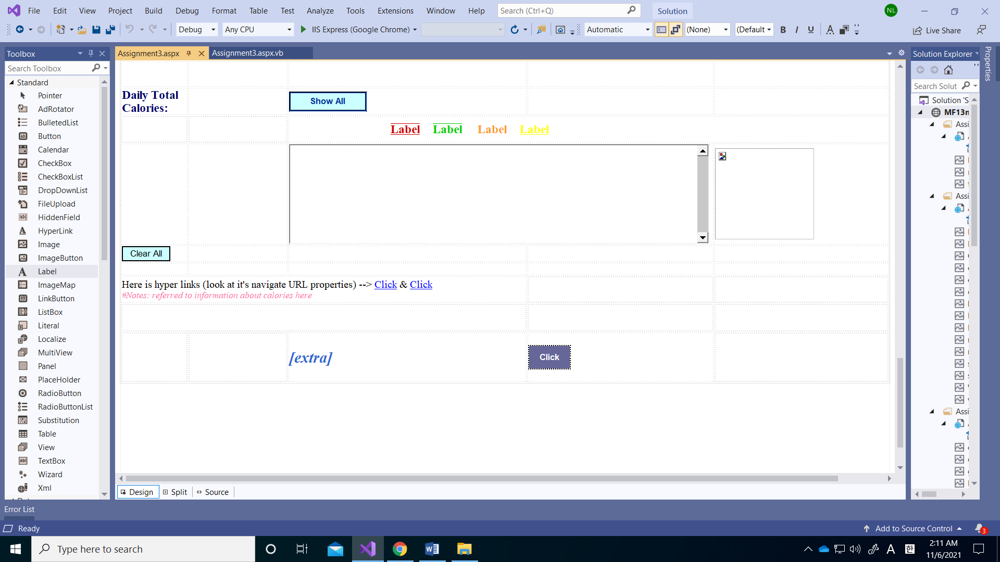 File Edit View Project Build Debug Format Table Test Analyze Tools Extensions Window Help Search (Ctrl+Q) Solution NL
Debug Any CPU IIS Express (Google Chrome) Automatic (None) (Default B I U A Live Share
Toolbox
Search Toolbox
Standard
Pointer
AdRotator
BulletedList
Button
Calendar
CheckBox
CheckBoxList
DropDownList
FileUpload
HiddenField
HyperLink
Image
ImageButton
Label
ImageMap
LinkButton
ListBox
Literal
Localize
MultiView
Panel
PlaceHolder
RadioButton
RadioButtonList
Substitution
Table
View
TextBox
Wizard
Xml
Assignment3.aspx Assignment3.aspx.vb
Daily Total
Calories:
Show All
Label Label Label Label
Clear All
Here is hyper links (look at it's navigate URL properties) --> Click & Click
#Notes: referred to information about calories here
[extra] Click
Design Split Source
Solution Explorer
Search Solut
Solution 'S
MF13n
Assi
Assi
Assi
Properties
Error List
Ready Add to Source Control 3
Type here to search
A 한 2:11 AM
11/6/2021